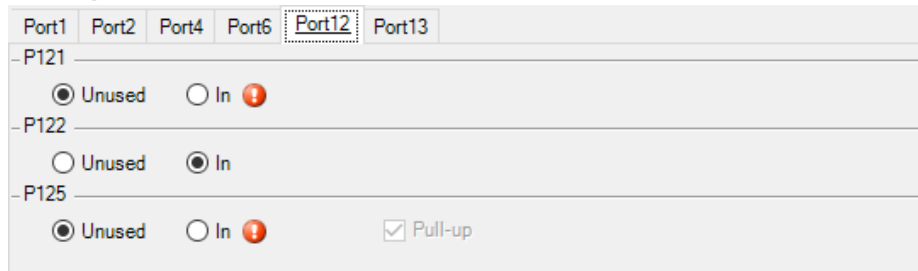 Port1 Port2 Port4 Port6 Port12 Port13
P121
Unused In
P122
Unused In
P125
Unused In Pull-up